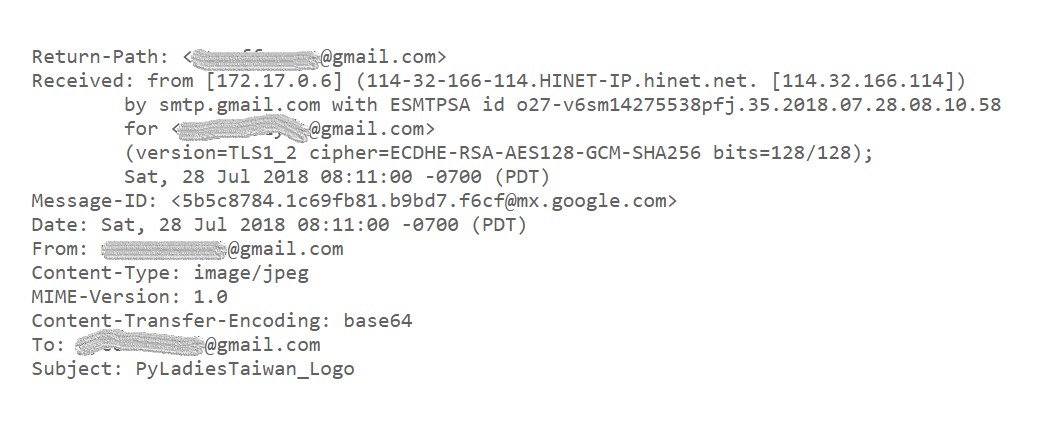 Return-Path: < @gmail.com>
Received: from [172.17.0.6] (114-32-166-114.HINET-IP.hinet.net. [114.32.166.114])
by smtp.gmail.com with ESMTPSA id o27-v6sm14275538pfj.35.2018.07.28.08.10.58
for < @gmail.com>
(version=TLS1_2 cipher=ECDHE-RSA-AES128-GCM-SHA256 bits=128/128);
Sat, 28 Jul 2018 08:11:00 -0700 (PDT)
Message-ID: <5b5c8784.1c69fb81.b9bd7.f6cf@mx.google.com>
Date: Sat, 28 Jul 2018 08:11:00 -0700 (PDT)
From: @gmail.com
Content-Type: image/jpeg
MIME-Version: 1.0
Content-Transfer-Encoding: base64
To: @gmail.com
Subject: PyLadiesTaiwan_Logo